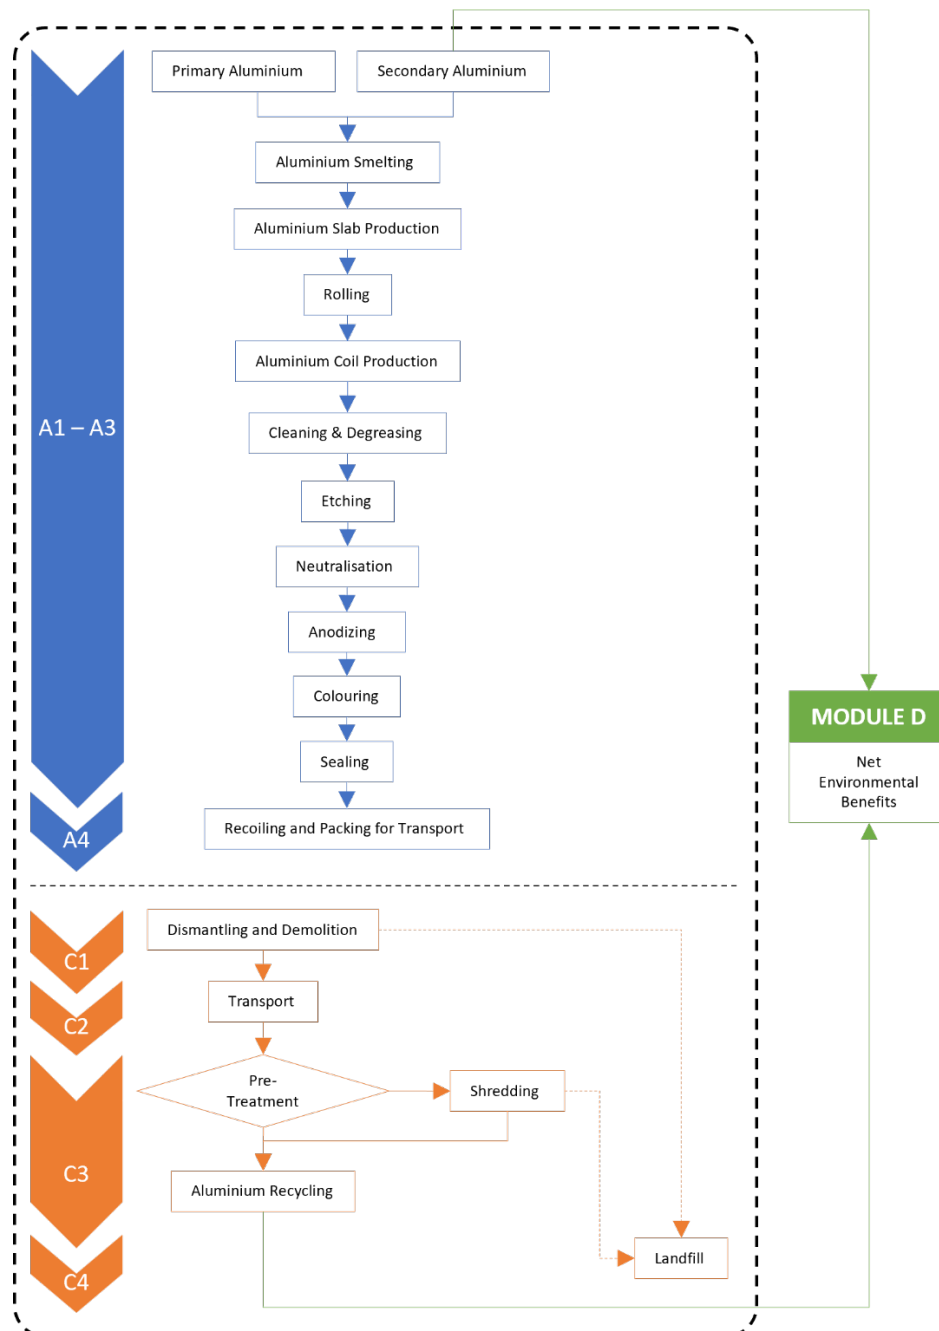 Primary Aluminium
Secondary Aluminium
Aluminium Smelting
Aluminium Slab Production
Rolling
Aluminium Coil Production
A1 – A3
Cleaning & Degreasing
Etching
Neutralisation
Anodizing
Colouring
Sealing
Recoiling and Packing for Transport
A4
MODULE D
Net
Environmental
Benefits
Dismantling and Demolition
C1
Transport
C2
Pre-
Treatment
Shredding
C3
Aluminium Recycling
Landfill
C4